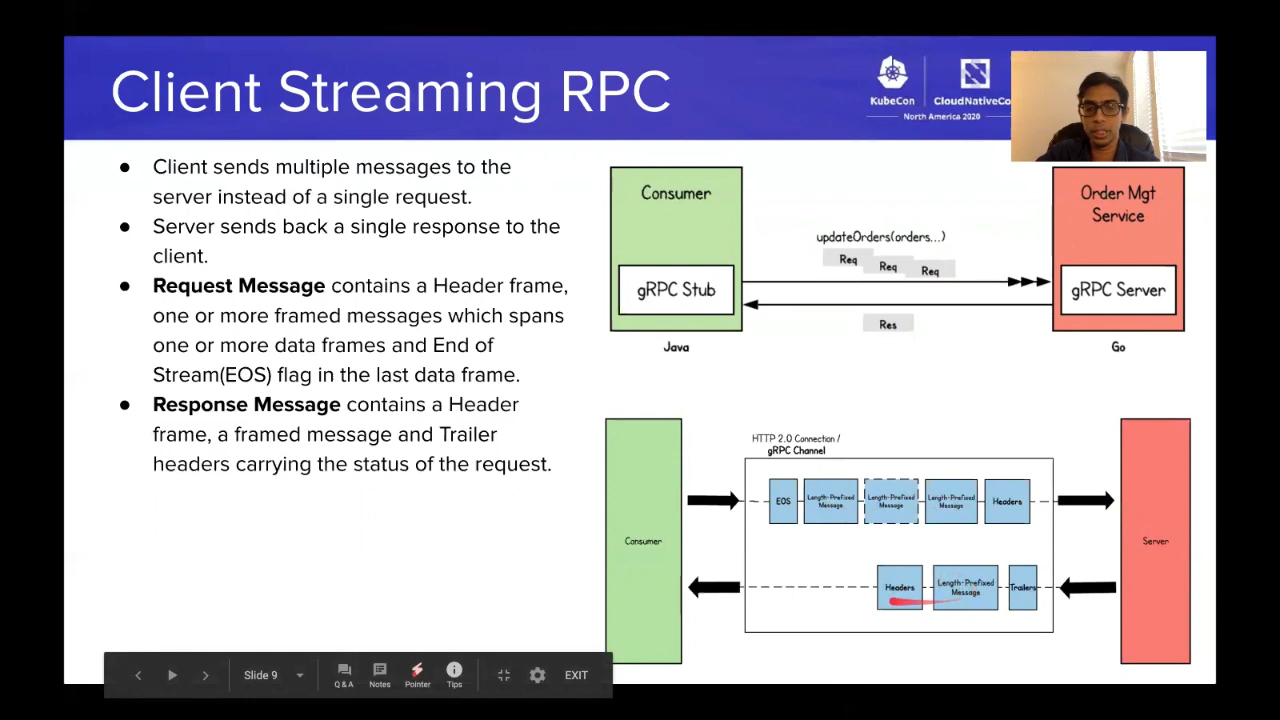 Client Streaming RPC
KubeCon
CloudNativeCo
North America 2020
● Client sends multiple messages to the
server instead of a single request.
● Server sends back a single response to the
client.
● Request Message contains a Header frame,
one or more framed messages which spans
one or more data frames and End of
Stream(EOS) flag in the last data frame.
● Response Message contains a Header
frame, a framed message and Trailer
headers carrying the status of the request.
Consumer
gRPC Stub
Java
updateOrders(orders...)
Req
Req
Req
Res
Order Mgt
Service
gRPC Server
Go
HTTP 2.0 Connection /
gRPC Channel
Consumer
EOS
Length-Prefixed
Message
Length-Prefixed
Message
Length-Prefixed
Message
Headers
Headers
Length-Prefixed
Message
Trailers
Server
Slide 9
Q & A
Notes
Pointer
Tips
EXIT